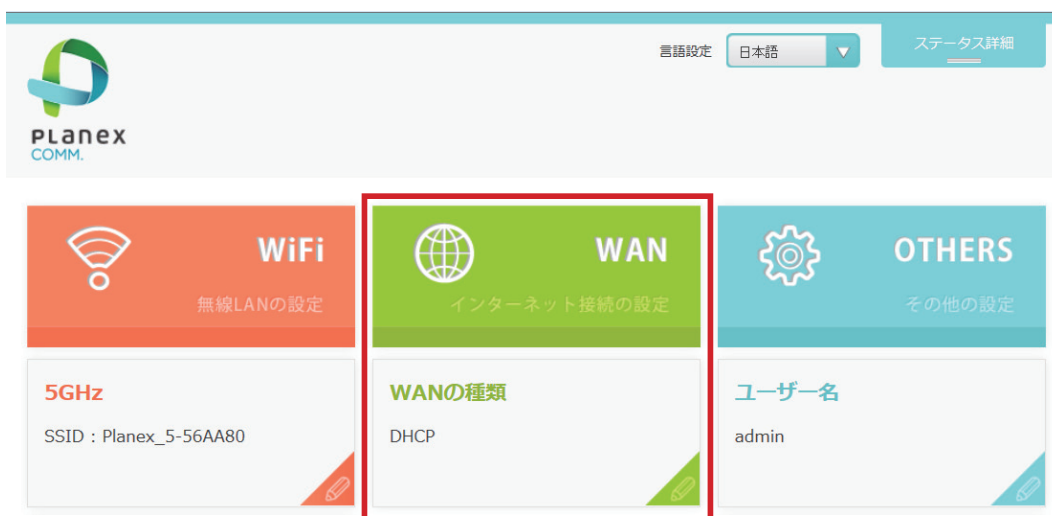 言語設定 日本語 ステータス詳細
PLanex
COMM.
WiFi
無線LANの設定
WAN
インターネット接続の設定
OTHERS
その他の設定
5GHz
SSID : Planex_5-56AA80
WANの種類
DHCP
ユーザー名
admin